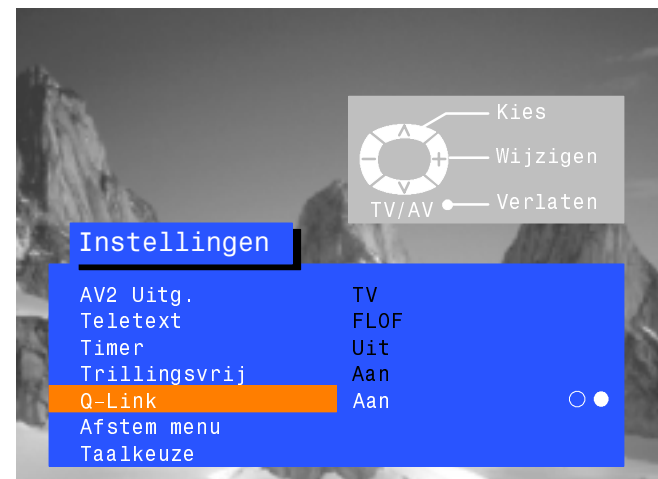 Kies
Wijzigen
TV/AV Verlaten
Instellingen
AV2 Uitg. TV
Teletext FLOF
Timer Uit
Trillingsvrij Aan
Q-Link Aan
Afstem menu
Taalkeuze